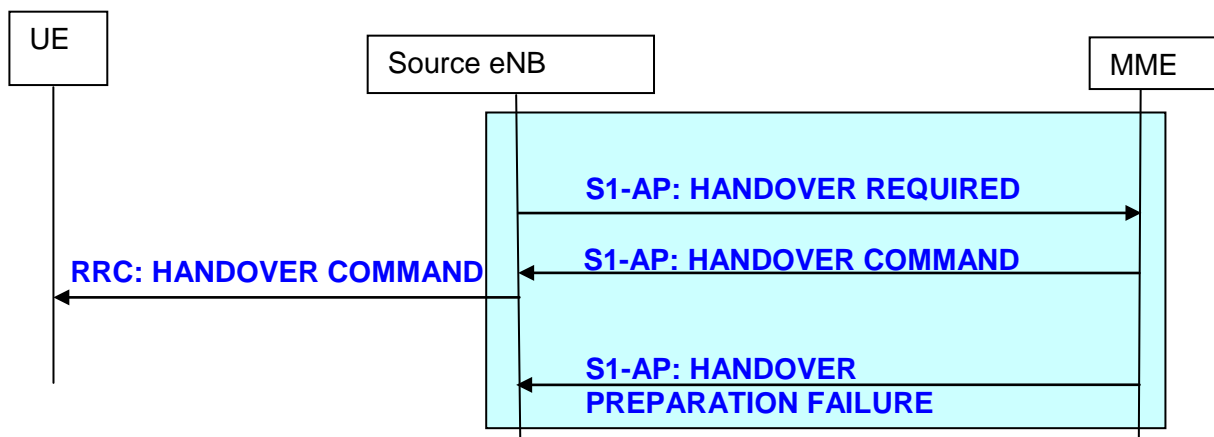 UE
Source eNB
MME
S1-AP: HANDOVER REQUIRED
S1-AP: HANDOVER COMMAND
RRC: HANDOVER COMMAND
S1-AP: HANDOVER
PREPARATION FAILURE